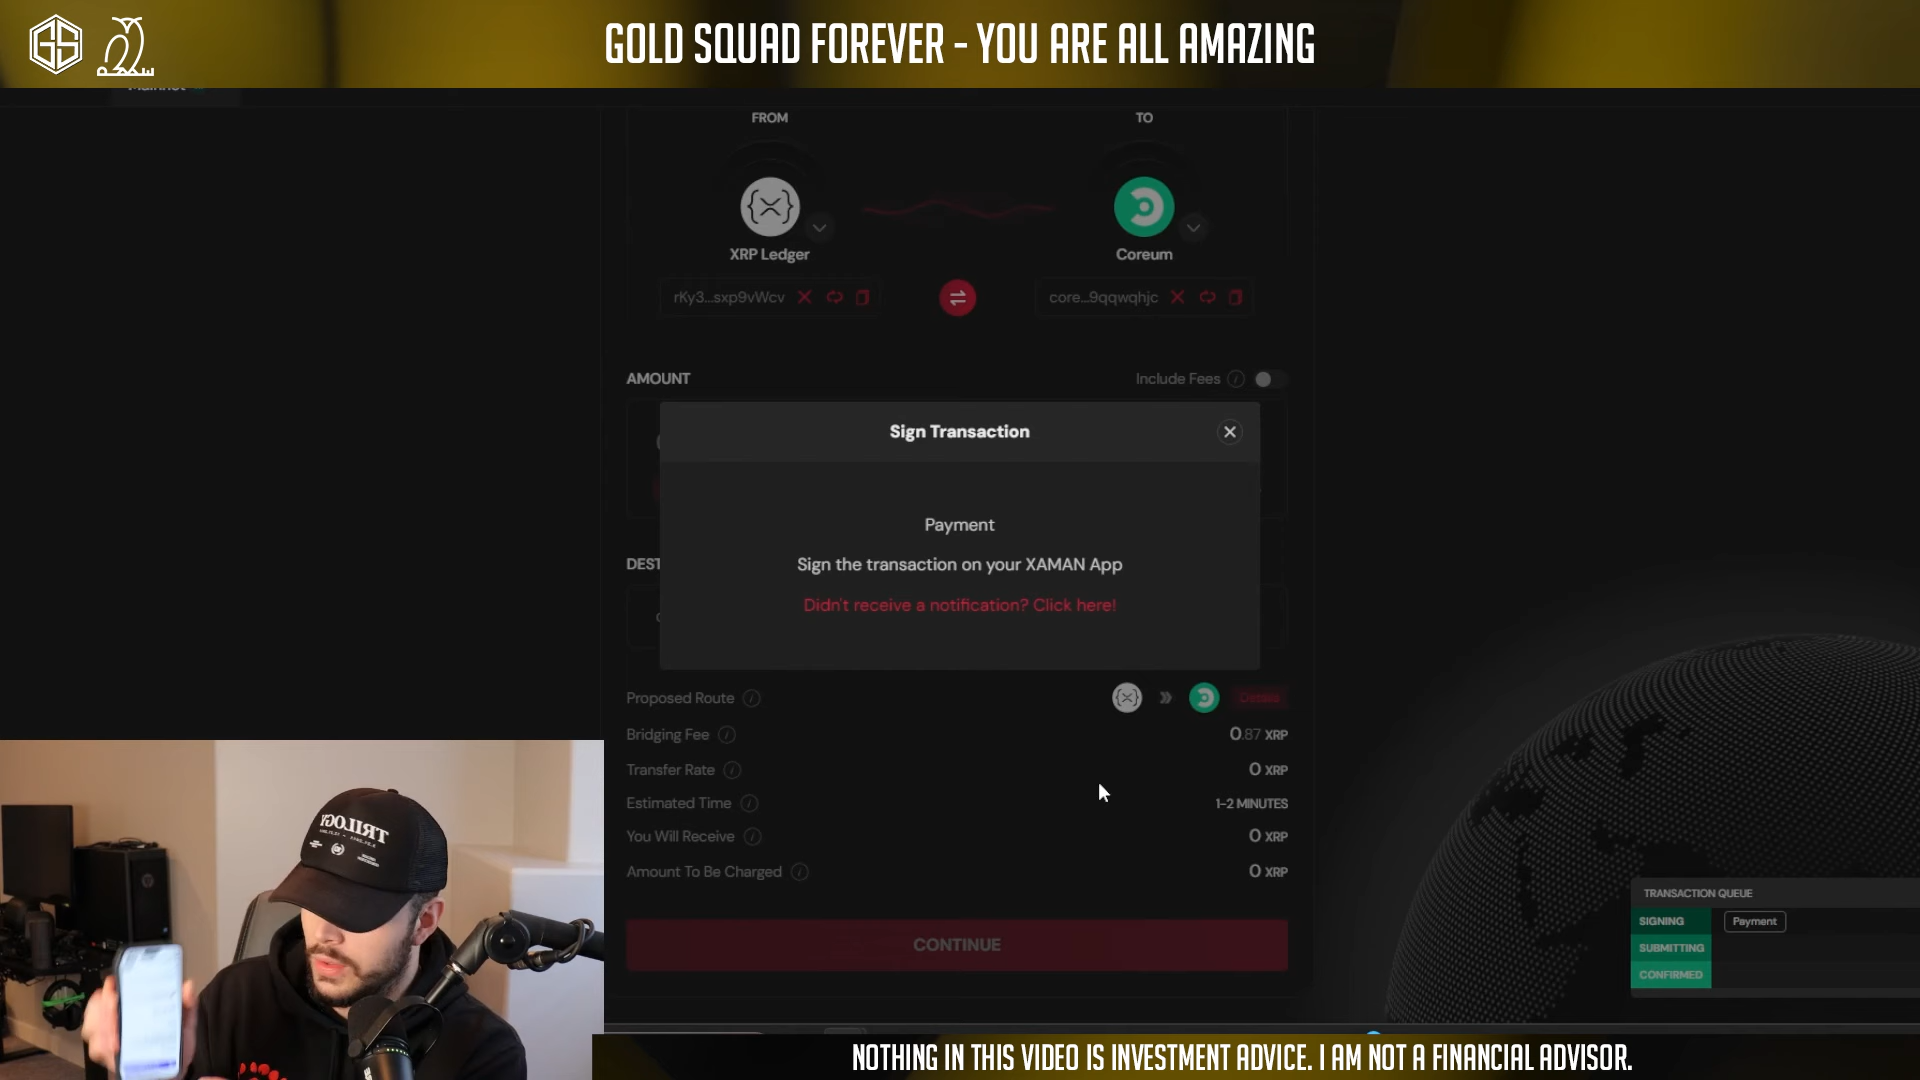 GOLD SQUAD FOREVER - YOU ARE ALL AMAZING
GS
FROM
TO
XRP Ledger
Coreum
rKy3...sxp9vWcv
core...9qqwqhjc
AMOUNT
Include Fees
Sign Transaction
Payment
Sign the transaction on your XAMAN App
Didn't receive a notification? Click here!
DEST
Proposed Route
Details
Bridging Fee
0.87 XRP
Transfer Rate
0 XRP
Estimated Time
1-2 MINUTES
You Will Receive
0 XRP
Amount To Be Charged
0 XRP
CONTINUE
TRANSACTION QUEUE
SIGNING
Payment
SUBMITTING
CONFIRMED
TRILOGY
NOTHING IN THIS VIDEO IS INVESTMENT ADVICE. I AM NOT A FINANCIAL ADVISOR.